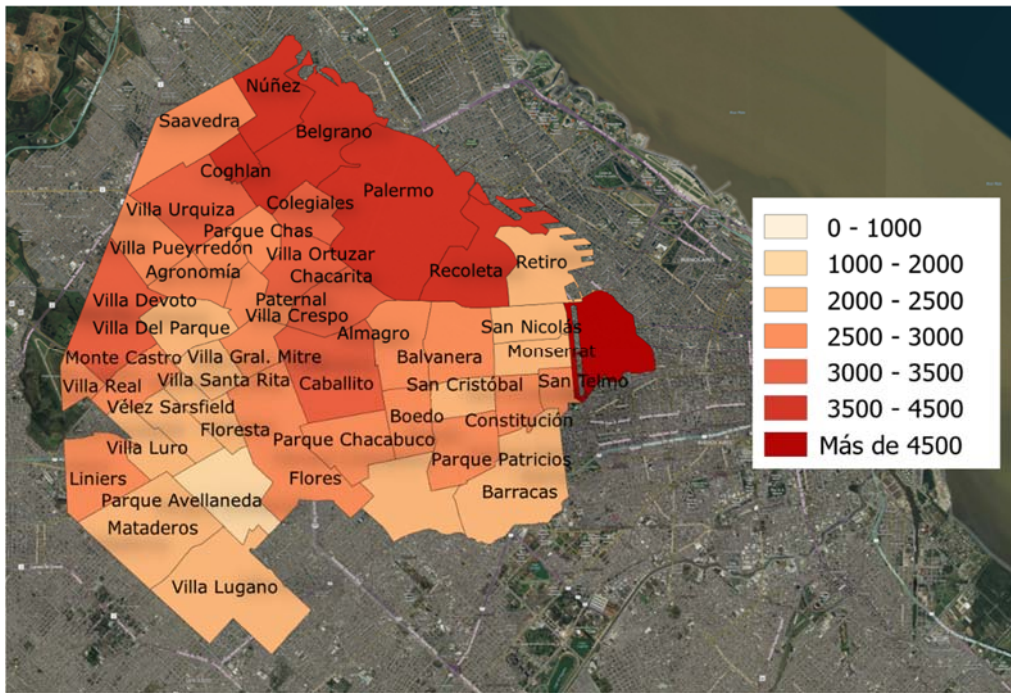 Núñez
Saavedra
Belgrano
Coghlan
Palermo
Villa Urquiza
Colegiales
Parque Chas
Villa Pueyrredón
Villa Ortuzar
Agronomía
Chacarita
Recoleta
Retiro
Villa Devoto
Paternal
Villa Crespo
Villa Del Parque
Almagro
San Nicolás
Monserrat
Monte Castro
Villa Gral. Mitre
Balvanera
Villa Real
Villa Santa Rita
Caballito
San Cristóbal
San Telmo
Vélez Sarsfield
Boedo
Constitución
Floresta
Parque Chacabuco
Villa Luro
Parque Patricios
Liniers
Flores
Barracas
Parque Avellaneda
Mataderos
Villa Lugano
0 - 1000
1000 - 2000
2000 - 2500
2500 - 3000
3000 - 3500
3500 - 4500
Más de 4500